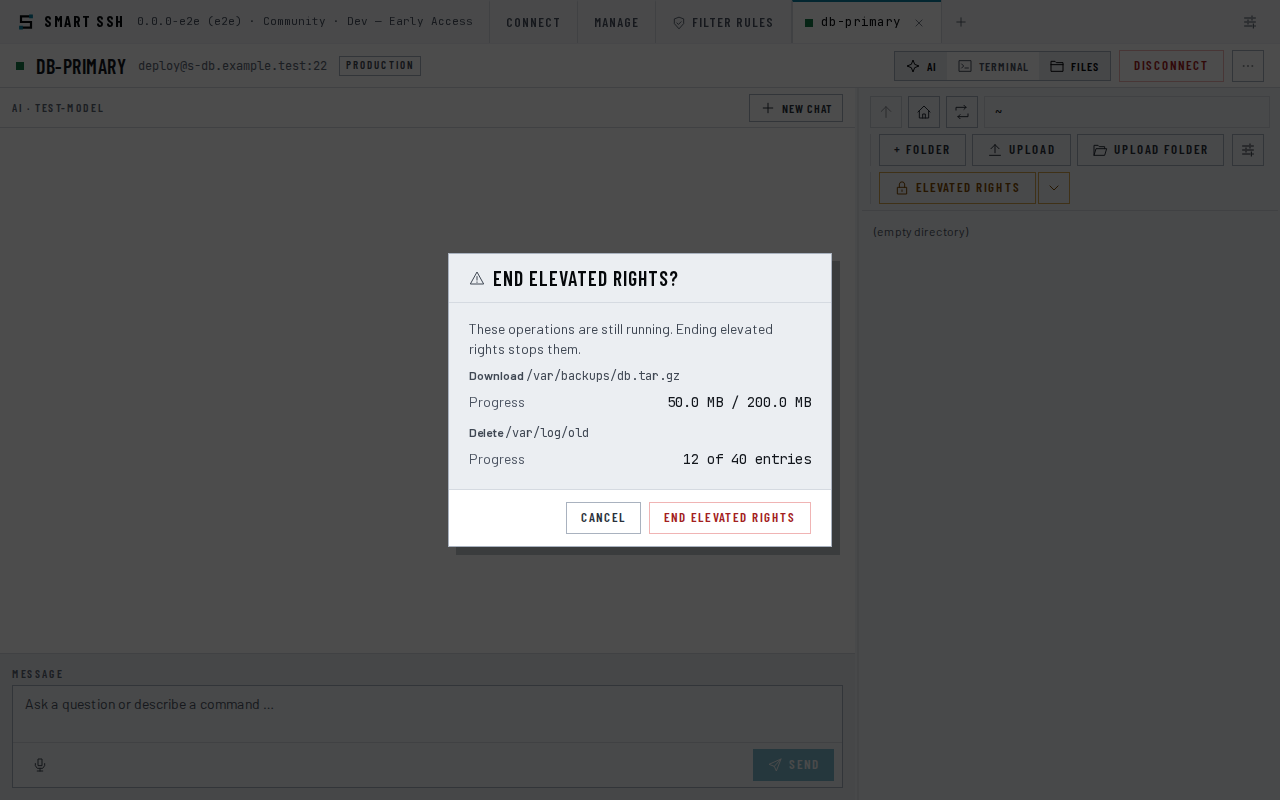 SMART SSH 0.0.0-e2e (e2e) · Community · Dev — Early Access CONNECT MANAGE FILTER RULES db-primary
DB-PRIMARY deploy@s-db.example.test:22 PRODUCTION AI TERMINAL FILES DISCONNECT ...
AI · TEST-MODEL NEW CHAT
~
+ FOLDER UPLOAD UPLOAD FOLDER
ELEVATED RIGHTS
(empty directory)
END ELEVATED RIGHTS?
These operations are still running. Ending elevated
rights stops them.
Download /var/backups/db.tar.gz
Progress 50.0 MB / 200.0 MB
Delete /var/log/old
Progress 12 of 40 entries
CANCEL END ELEVATED RIGHTS
MESSAGE
Ask a question or describe a command ...
SEND